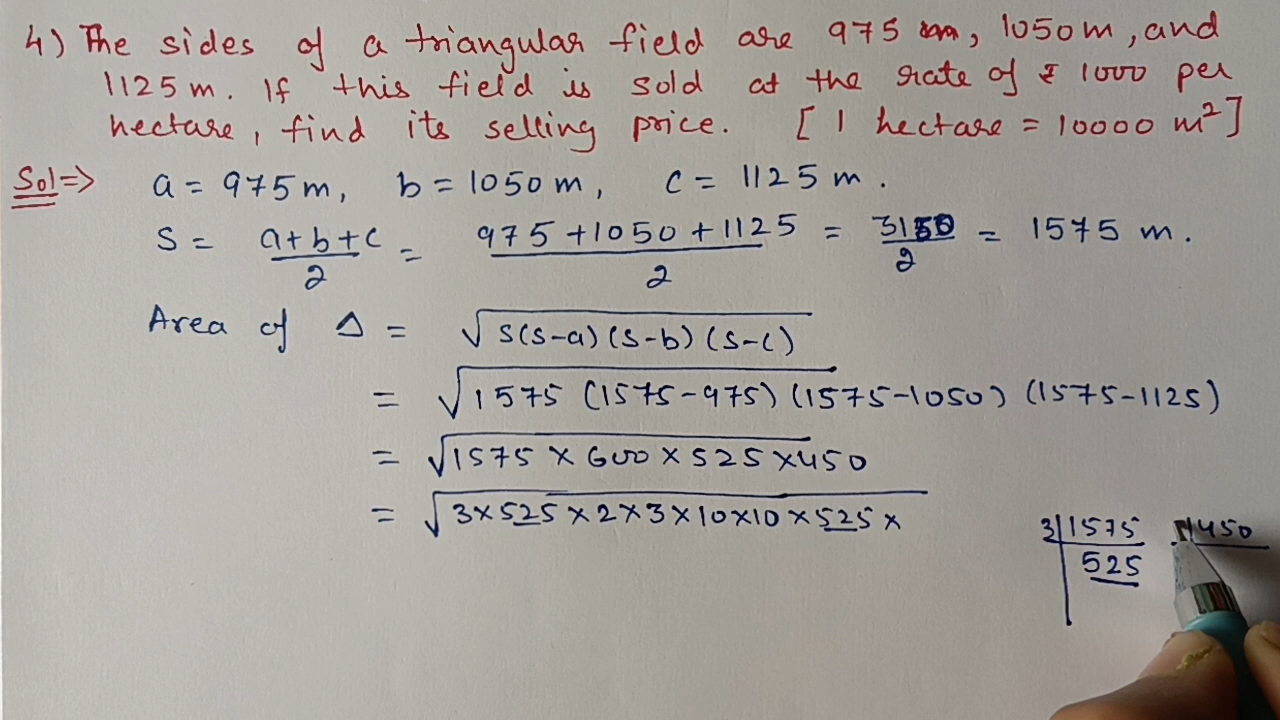 4) The sides of a triangular field are 975 m, 1050 m, and
1125 m. If this field is sold at the rate of ₹ 1000 per
hectare, find its selling price. [ 1 hectare = 10000 m² ]
Sol=> a = 975 m, b = 1050 m, c = 1125 m.
S = a+b+c/2 = 975+1050+1125/2 = 3150/2 = 1575 m.
Area of Δ = √s(s-a)(s-b)(s-c)
= √1575 (1575-975) (1575-1050) (1575-1125)
= √1575 × 600 × 525 × 450
= √3×525×2×3×10×10×525×
3|1575
525
450